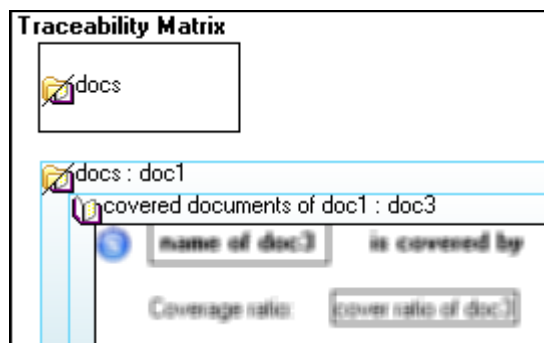 Traceability Matrix
docs
docs : doc1
covered documents of doc1 : doc3
name of doc3 is covered by
Coverage ratio: cover ratio of doc3